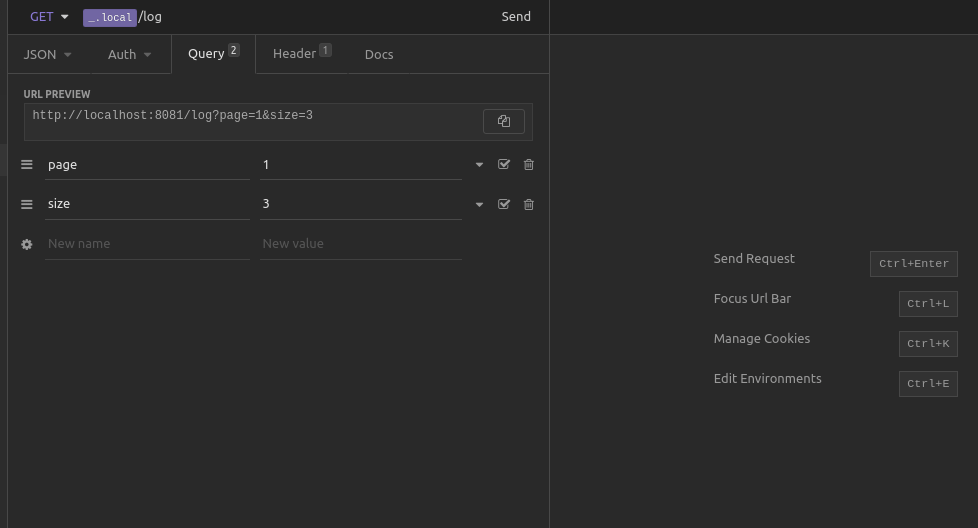 GET _.local/log Send
JSON Auth Query 2 Header 1 Docs
URL PREVIEW
http://localhost:8081/log?page=1&size=3
page 1
size 3
New name New value
Send Request Ctrl+Enter
Focus Url Bar Ctrl+L
Manage Cookies Ctrl+K
Edit Environments Ctrl+E